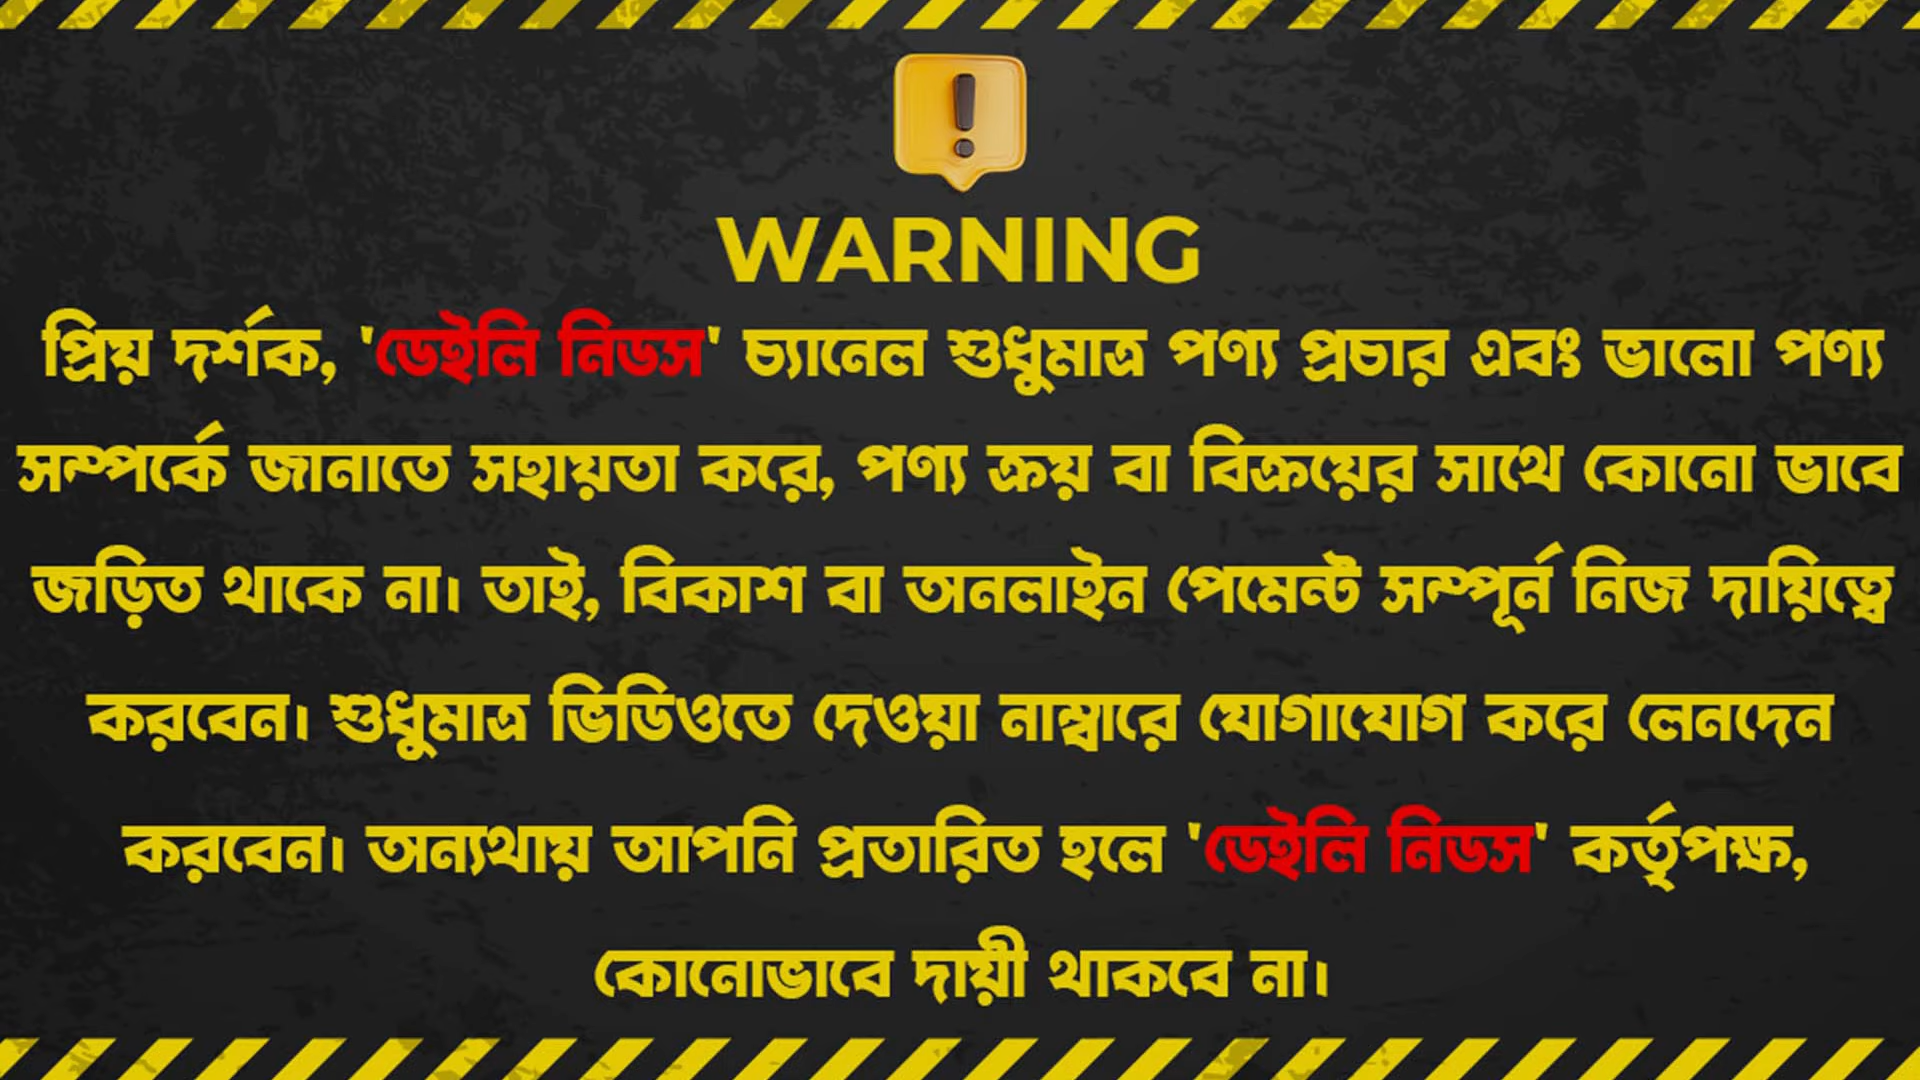 WARNING
প্রিয় দর্শক, 'ডেইলি নিডস' চ্যানেল শুধুমাত্র পণ্য প্রচার এবং ভালো পণ্য
সম্পর্কে জানাতে সহায়তা করে, পণ্য ক্রয় বা বিক্রয়ের সাথে কোনো ভাবে
জড়িত থাকে না। তাই, বিকাশ বা অনলাইন পেমেন্ট সম্পূর্ন নিজ দায়িত্বে
করবেন। শুধুমাত্র ভিডিওতে দেওয়া নাম্বারে যোগাযোগ করে লেনদেন
করবেন। অন্যথায় আপনি প্রতারিত হলে 'ডেইলি নিডস' কর্তৃপক্ষ,
কোনোভাবে দায়ী থাকবে না।